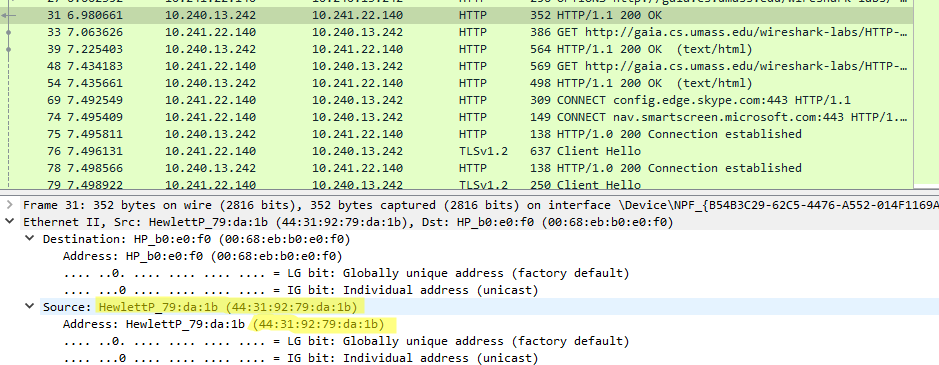 31 6.980661 10.240.13.242 10.241.22.140 HTTP 352 HTTP/1.1 200 OK
33 7.063626 10.241.22.140 10.240.13.242 HTTP 386 GET http://gaia.cs.umass.edu/wireshark-labs/HTTP-…
39 7.225403 10.240.13.242 10.241.22.140 HTTP 564 HTTP/1.1 200 OK (text/html)
48 7.434183 10.241.22.140 10.240.13.242 HTTP 569 GET http://gaia.cs.umass.edu/wireshark-labs/HTTP-…
54 7.435661 10.240.13.242 10.241.22.140 HTTP 498 HTTP/1.1 200 OK (text/html)
69 7.492549 10.241.22.140 10.240.13.242 HTTP 309 CONNECT config.edge.skype.com:443 HTTP/1.1
74 7.495409 10.241.22.140 10.240.13.242 HTTP 149 CONNECT nav.smartscreen.microsoft.com:443 HTTP/1.…
75 7.495811 10.240.13.242 10.241.22.140 HTTP 138 HTTP/1.0 200 Connection established
76 7.496131 10.241.22.140 10.240.13.242 TLSv1.2 637 Client Hello
78 7.498566 10.240.13.242 10.241.22.140 HTTP 138 HTTP/1.0 200 Connection established
79 7.498922 10.241.22.140 10.240.13.242 TLSv1.2 250 Client Hello
Frame 31: 352 bytes on wire (2816 bits), 352 bytes captured (2816 bits) on interface \Device\NPF_{B54B3C29-62C5-4476-A552-014F1169A
Ethernet II, Src: HewlettP_79:da:1b (44:31:92:79:da:1b), Dst: HP_b0:e0:f0 (00:68:eb:b0:e0:f0)
Destination: HP_b0:e0:f0 (00:68:eb:b0:e0:f0)
Address: HP_b0:e0:f0 (00:68:eb:b0:e0:f0)
.... ..0. .... .... .... .... = LG bit: Globally unique address (factory default)
.... ...0 .... .... .... .... = IG bit: Individual address (unicast)
Source: HewlettP_79:da:1b (44:31:92:79:da:1b)
Address: HewlettP_79:da:1b (44:31:92:79:da:1b)
.... ..0. .... .... .... .... = LG bit: Globally unique address (factory default)
.... ...0 .... .... .... .... = IG bit: Individual address (unicast)